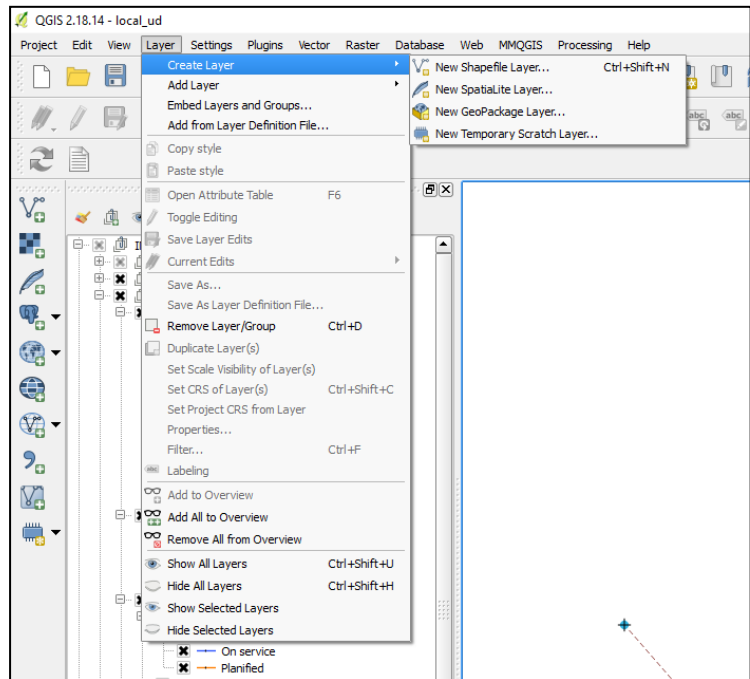 QGIS 2.18.14 - local_ud
Project Edit View Layer Settings Plugins Vector Raster Database Web MMQGIS Processing Help
Create Layer
New Shapefile Layer... Ctrl+Shift+N
Add Layer
New SpatiaLite Layer...
Embed Layers and Groups...
New GeoPackage Layer...
Add from Layer Definition File...
New Temporary Scratch Layer...
abc abc
Copy style
Paste style
Open Attribute Table F6
Toggle Editing
Save Layer Edits
Current Edits
Save As...
Save As Layer Definition File...
Remove Layer/Group Ctrl+D
Duplicate Layer(s)
Set Scale Visibility of Layer(s)
Set CRS of Layer(s) Ctrl+Shift+C
Set Project CRS from Layer
Properties...
Filter... Ctrl+F
abc Labeling
Add to Overview
Add All to Overview
Remove All from Overview
Show All Layers Ctrl+Shift+U
Hide All Layers Ctrl+Shift+H
Show Selected Layers
Hide Selected Layers
On service
Planified